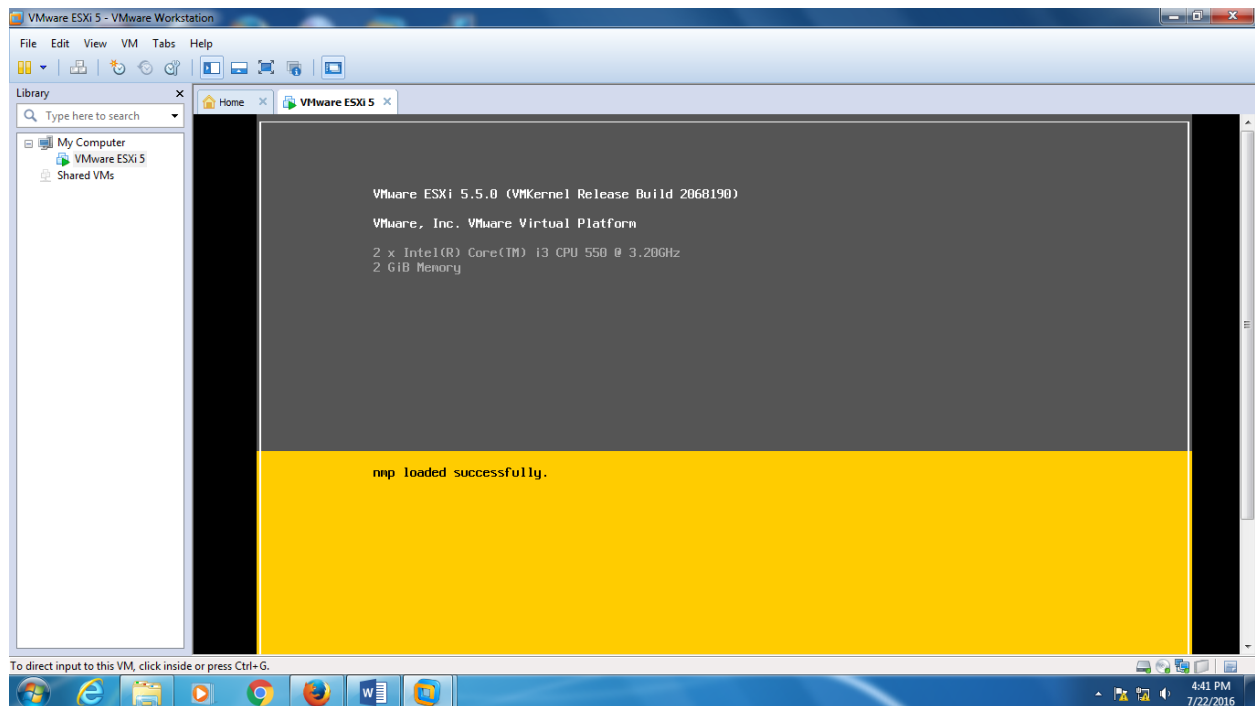 VMware ESXi 5 - VMware Workstation
File Edit View VM Tabs Help
Library x
Home × VMware ESXi 5 ×
Type here to search
My Computer
VMware ESXi 5
Shared VMs
VMware ESXi 5.5.0 (VMKernel Release Build 2068190)
VMware, Inc. VMware Virtual Platform
2 x Intel(R) Core(TM) i3 CPU 550 @ 3.20GHz
2 GiB Memory
nmp loaded successfully.
To direct input to this VM, click inside or press Ctrl+G.
4:41 PM
7/22/2016